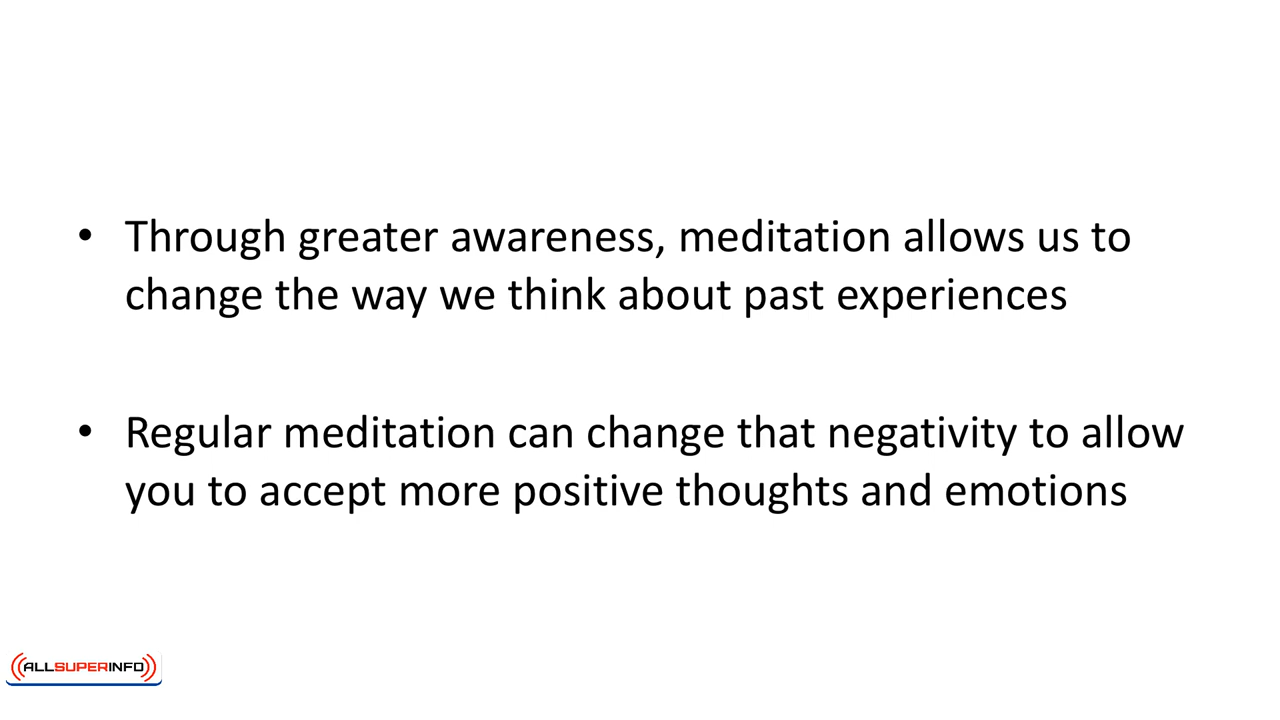 • Through greater awareness, meditation allows us to
change the way we think about past experiences
• Regular meditation can change that negativity to allow
you to accept more positive thoughts and emotions
ALLSUPERINFO